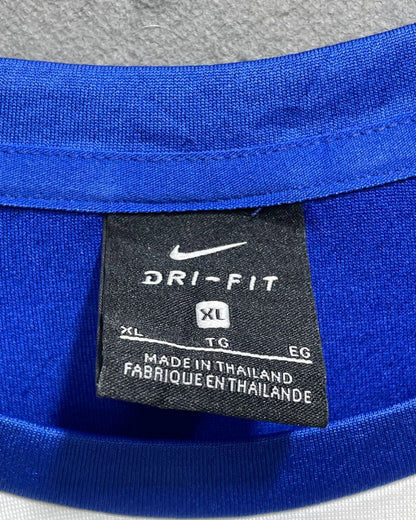 DRI-FIT
XL
XL TG EG
MADE IN THAILAND
FABRIQUE EN THAILANDE